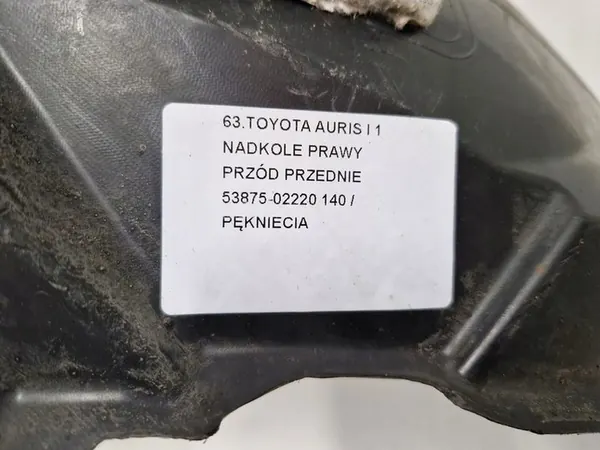 63.TOYOTA AURIS I 1
NADKOLE PRAWY
PRZÓD PRZEDNIE
53875-02220 140 /
PĘKNIECIA